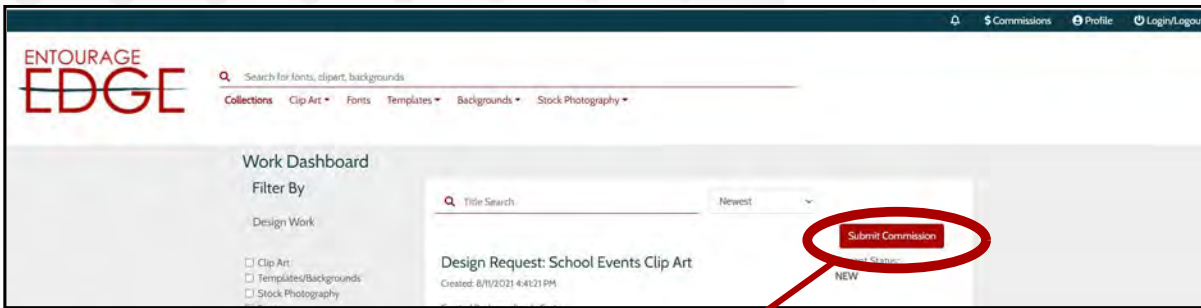 $ Commissions Profile Login/Logou
ENTOURAGE
EDGE
Search for fonts, clipart, backgrounds
Collections Clip Art Fonts Templates Backgrounds Stock Photography
Work Dashboard
Filter By
Title Search
Newest
Design Work
Submit Commission
Clip Art
Design Request: School Events Clip Art
Status:
Templates/Backgrounds
Created: 8/11/2021 4:41:21 PM
NEW
Stock Photography